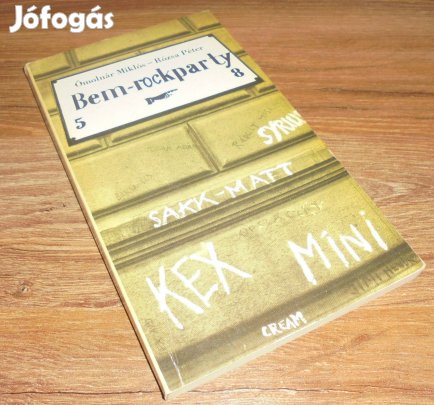 Jófogás
Ómolnár Miklós – Rózsa Péter
Bem-rockparty
5 8
SYRIUS
SAKK-MATT
KEX MINI
CREAM